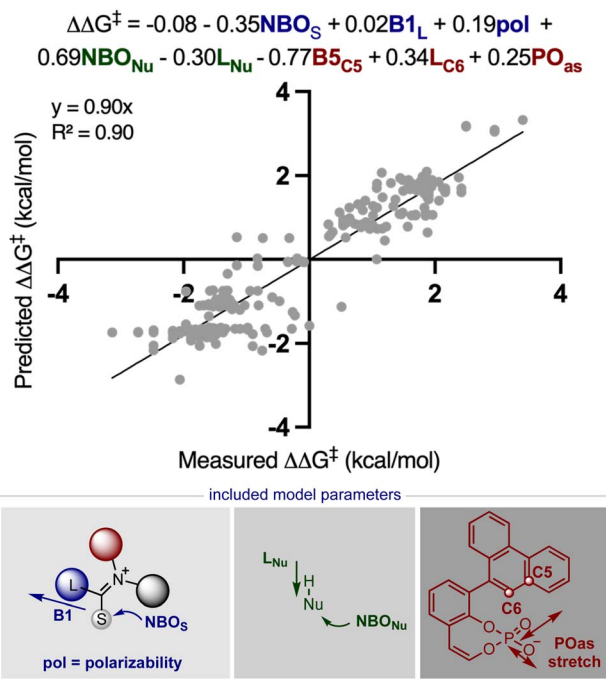 ΔΔG‡ = -0.08 - 0.35NBOS + 0.02B1L + 0.19pol +
0.69NBONu - 0.30LNu - 0.77B5C5 + 0.34LC6 + 0.25POas
y = 0.90x
R² = 0.90
Predicted ΔΔG‡ (kcal/mol)
4
2
-4
-2
2
4
-2
-4
Measured ΔΔG‡ (kcal/mol)
included model parameters
L
N+
S
B1
NBOS
pol = polarizability
LNu
H
Nu
NBONu
C5
C6
O
O
P
O
O−
POas
stretch